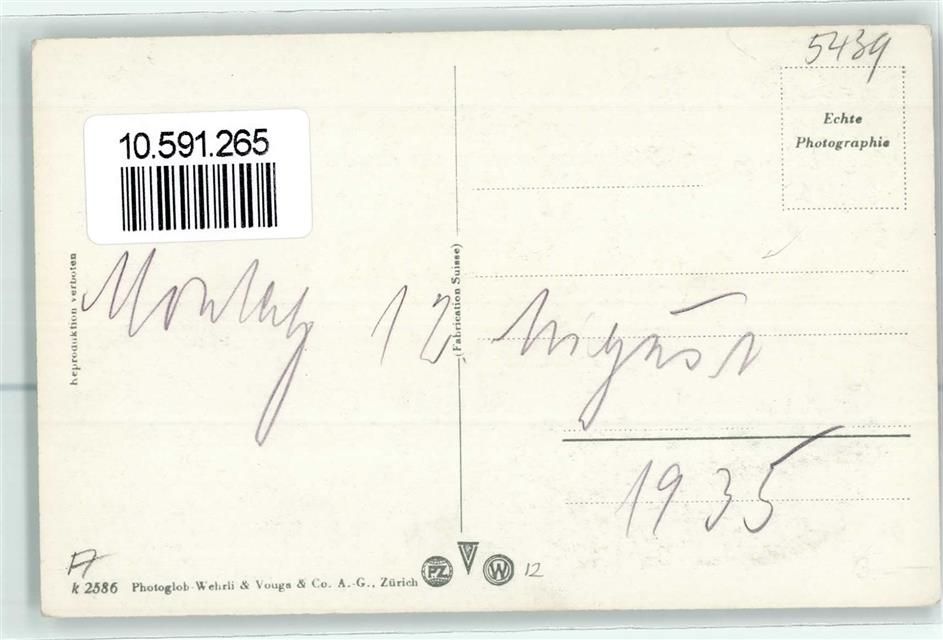 5439
Echte
Photographie
10.591.265
Reproduktion verboten
(Fabrication Suisse)
Montag 12 August
1935
k 2586 Photoglob-Wehrli & Vouga & Co. A.-G., Zürich
PZ V W 12